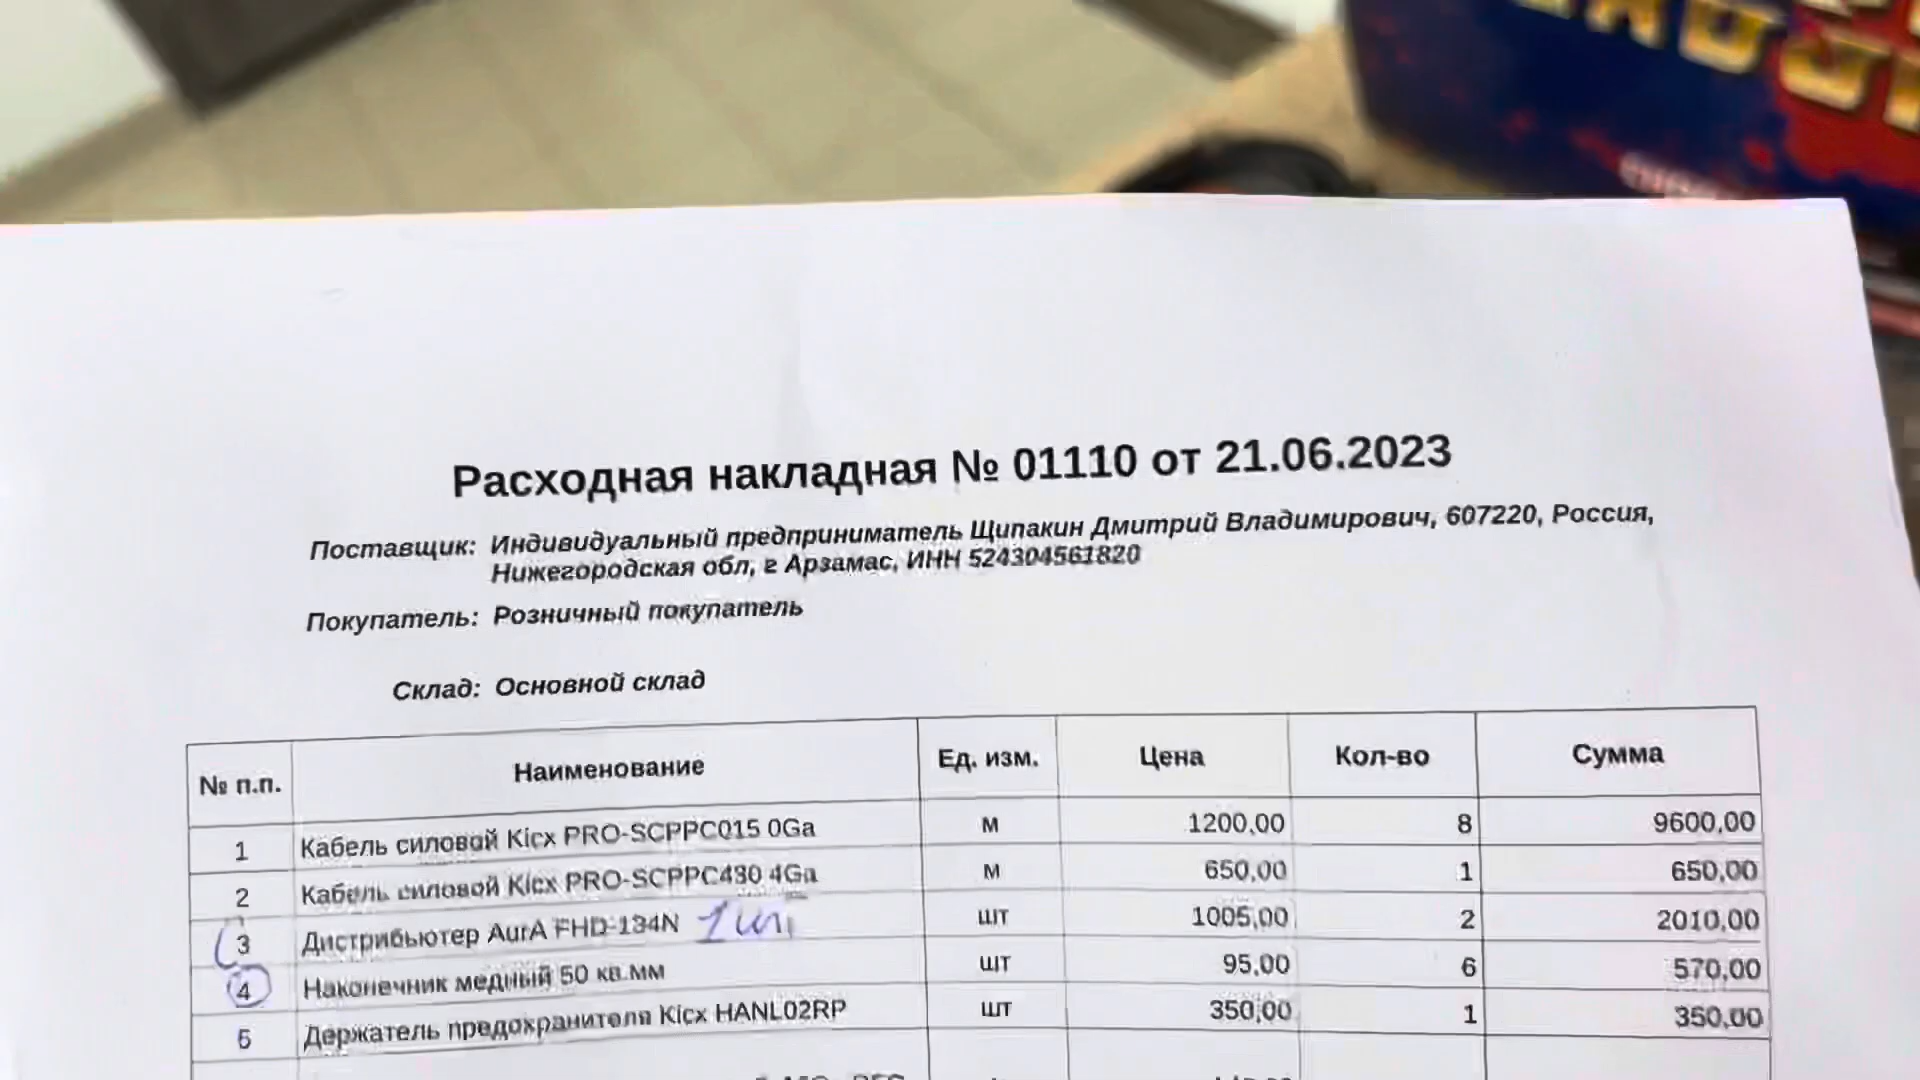 Расходная накладная № 01110 от 21.06.2023
Поставщик: Индивидуальный предприниматель Щипакин Дмитрий Владимирович, 607220, Россия,
Нижегородская обл, г Арзамас, ИНН 524304561820
Покупатель: Розничный покупатель
Склад: Основной склад
№ п.п. Наименование Ед. изм. Цена Кол-во Сумма
1 Кабель силовой Kicx PRO-SCPPC015 0Ga м 1200,00 8 9600,00
2 Кабель силовой Kicx PRO-SCPPC430 4Ga м 650,00 1 650,00
3 Дистрибьютер AurA FHD-134N 1 шт шт 1005,00 2 2010,00
4 Наконечник медный 50 кв.мм шт 95,00 6 570,00
5 Держатель предохранителя Kicx HANL02RP шт 350,00 1 350,00